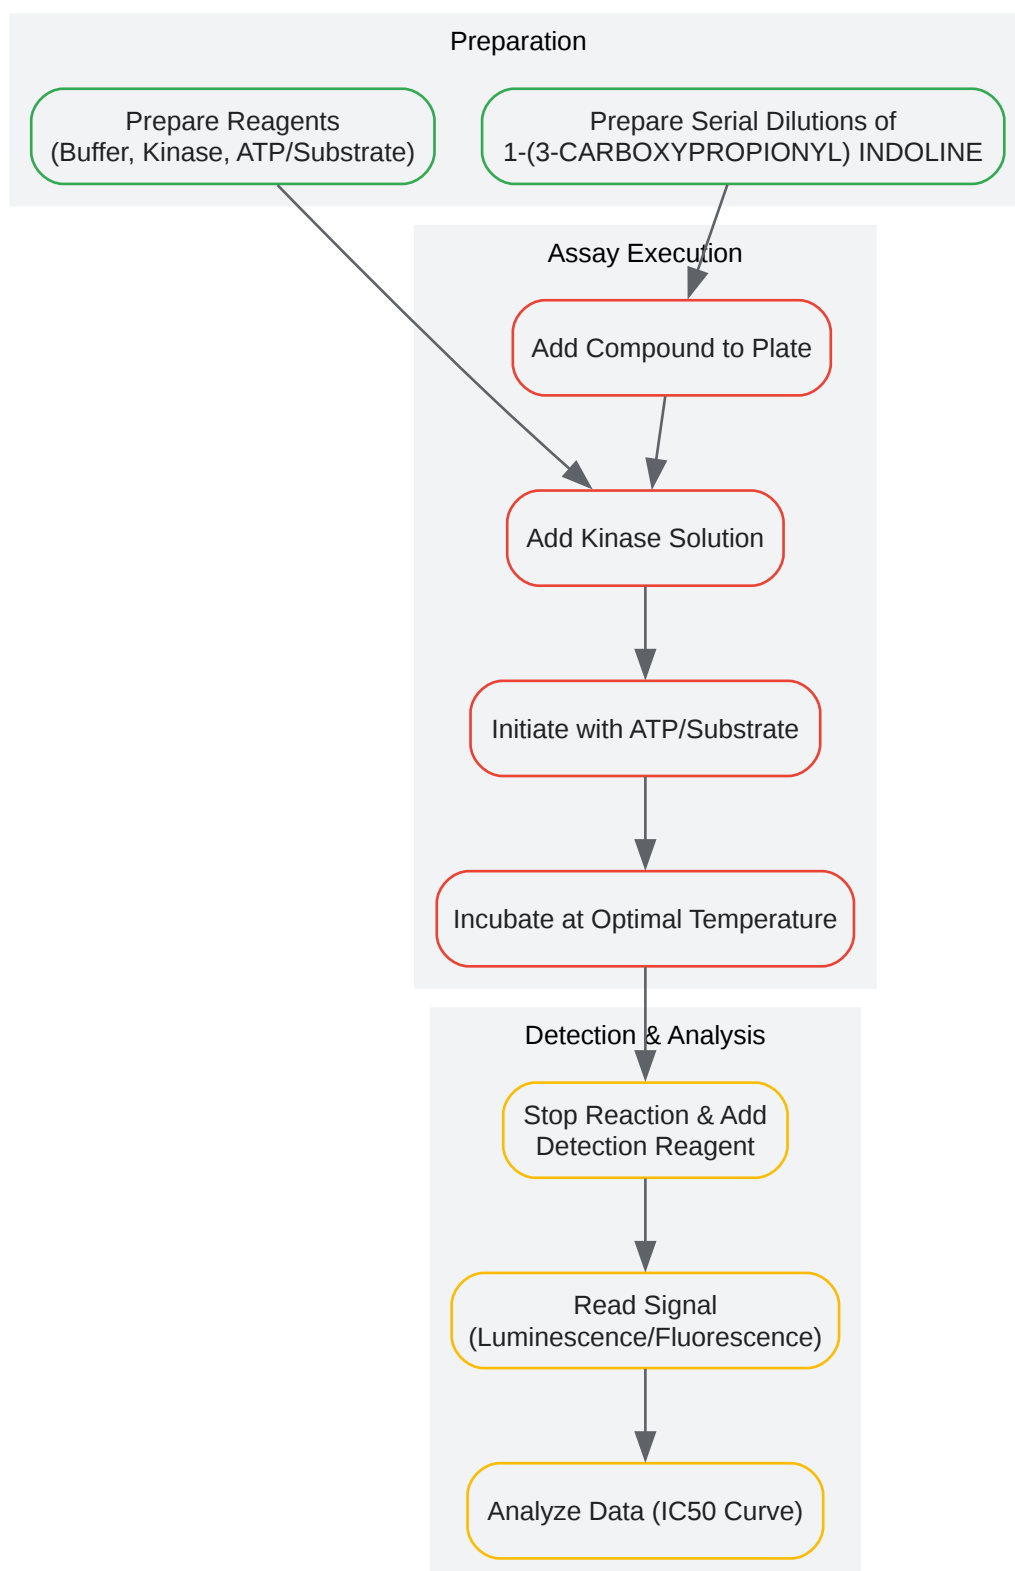 Preparation
Prepare Reagents
(Buffer, Kinase, ATP/Substrate)
Prepare Serial Dilutions of
1-(3-CARBOXYPROPIONYL) INDOLINE
Assay Execution
Add Compound to Plate
Add Kinase Solution
Initiate with ATP/Substrate
Incubate at Optimal Temperature
Detection & Analysis
Stop Reaction & Add
Detection Reagent
Read Signal
(Luminescence/Fluorescence)
Analyze Data (IC50 Curve)